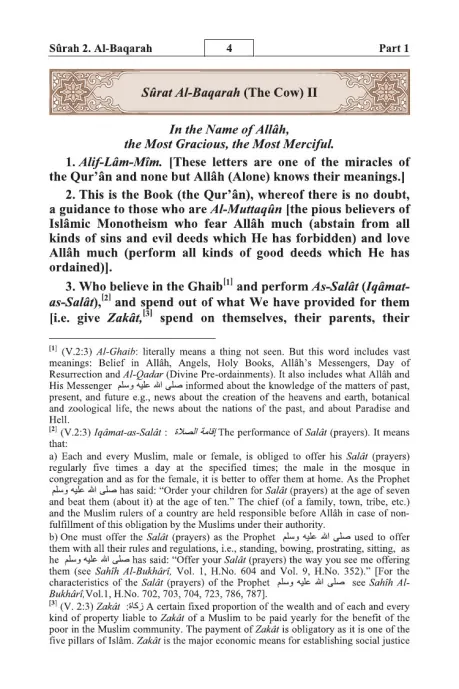 Sûrah 2. Al-Baqarah 4 Part 1
Sûrat Al-Baqarah (The Cow) II
In the Name of Allâh,
the Most Gracious, the Most Merciful.
1. Alif-Lâm-Mîm. [These letters are one of the miracles of
the Qur’ân and none but Allâh (Alone) knows their meanings.]
2. This is the Book (the Qur’ân), whereof there is no doubt,
a guidance to those who are Al-Muttaqûn [the pious believers of
Islâmic Monotheism who fear Allâh much (abstain from all
kinds of sins and evil deeds which He has forbidden) and love
Allâh much (perform all kinds of good deeds which He has
ordained)].
3. Who believe in the Ghaib[1] and perform As-Salât (Iqâmat-
as-Salât),[2] and spend out of what We have provided for them
[i.e. give Zakât,[3] spend on themselves, their parents, their
[1] (V.2:3) Al-Ghaib: literally means a thing not seen. But this word includes vast
meanings: Belief in Allâh, Angels, Holy Books, Allâh’s Messengers, Day of
Resurrection and Al-Qadar (Divine Pre-ordainments). It also includes what Allâh and
His Messenger صلى الله عليه وسلم informed about the knowledge of the matters of past,
present, and future e.g., news about the creation of the heavens and earth, botanical
and zoological life, the news about the nations of the past, and about Paradise and
Hell.
[2] (V.2:3) Iqâmat-as-Salât : إقامة الصلاة The performance of Salât (prayers). It means
that:
a) Each and every Muslim, male or female, is obliged to offer his Salât (prayers)
regularly five times a day at the specified times; the male in the mosque in
congregation and as for the female, it is better to offer them at home. As the Prophet
صلى الله عليه وسلم has said: “Order your children for Salât (prayers) at the age of seven
and beat them (about it) at the age of ten.” The chief (of a family, town, tribe, etc.)
and the Muslim rulers of a country are held responsible before Allâh in case of non-
fulfillment of this obligation by the Muslims under their authority.
b) One must offer the Salât (prayers) as the Prophet صلى الله عليه وسلم used to offer
them with all their rules and regulations, i.e., standing, bowing, prostrating, sitting, as
he صلى الله عليه وسلم has said: “Offer your Salât (prayers) the way you see me offering
them (see Sahîh Al-Bukhârî, Vol. 1., H.No. 604 and Vol. 9, H.No. 352).” [For the
characteristics of the Salât (prayers) of the Prophet صلى الله عليه وسلم see Sahîh Al-
Bukhârî,Vol.1, H.No. 702, 703, 704, 723, 786, 787].
[3] (V. 2:3) Zakât :زكاة A certain fixed proportion of the wealth and of each and every
kind of property liable to Zakât of a Muslim to be paid yearly for the benefit of the
poor in the Muslim community. The payment of Zakât is obligatory as it is one of the
five pillars of Islâm. Zakât is the major economic means for establishing social justice